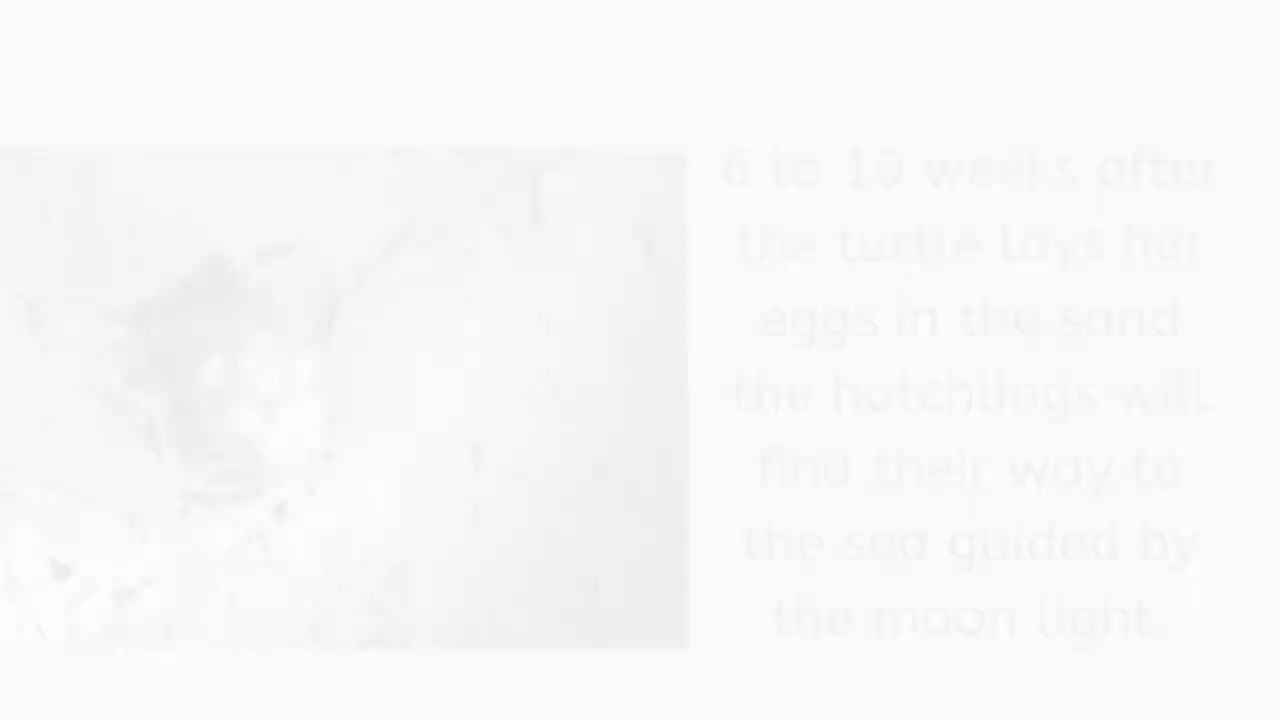 6 to 10 weeks after
the turtle lays her
eggs in the sand
the hatchlings will
find their way to
the sea guided by
the moon light.